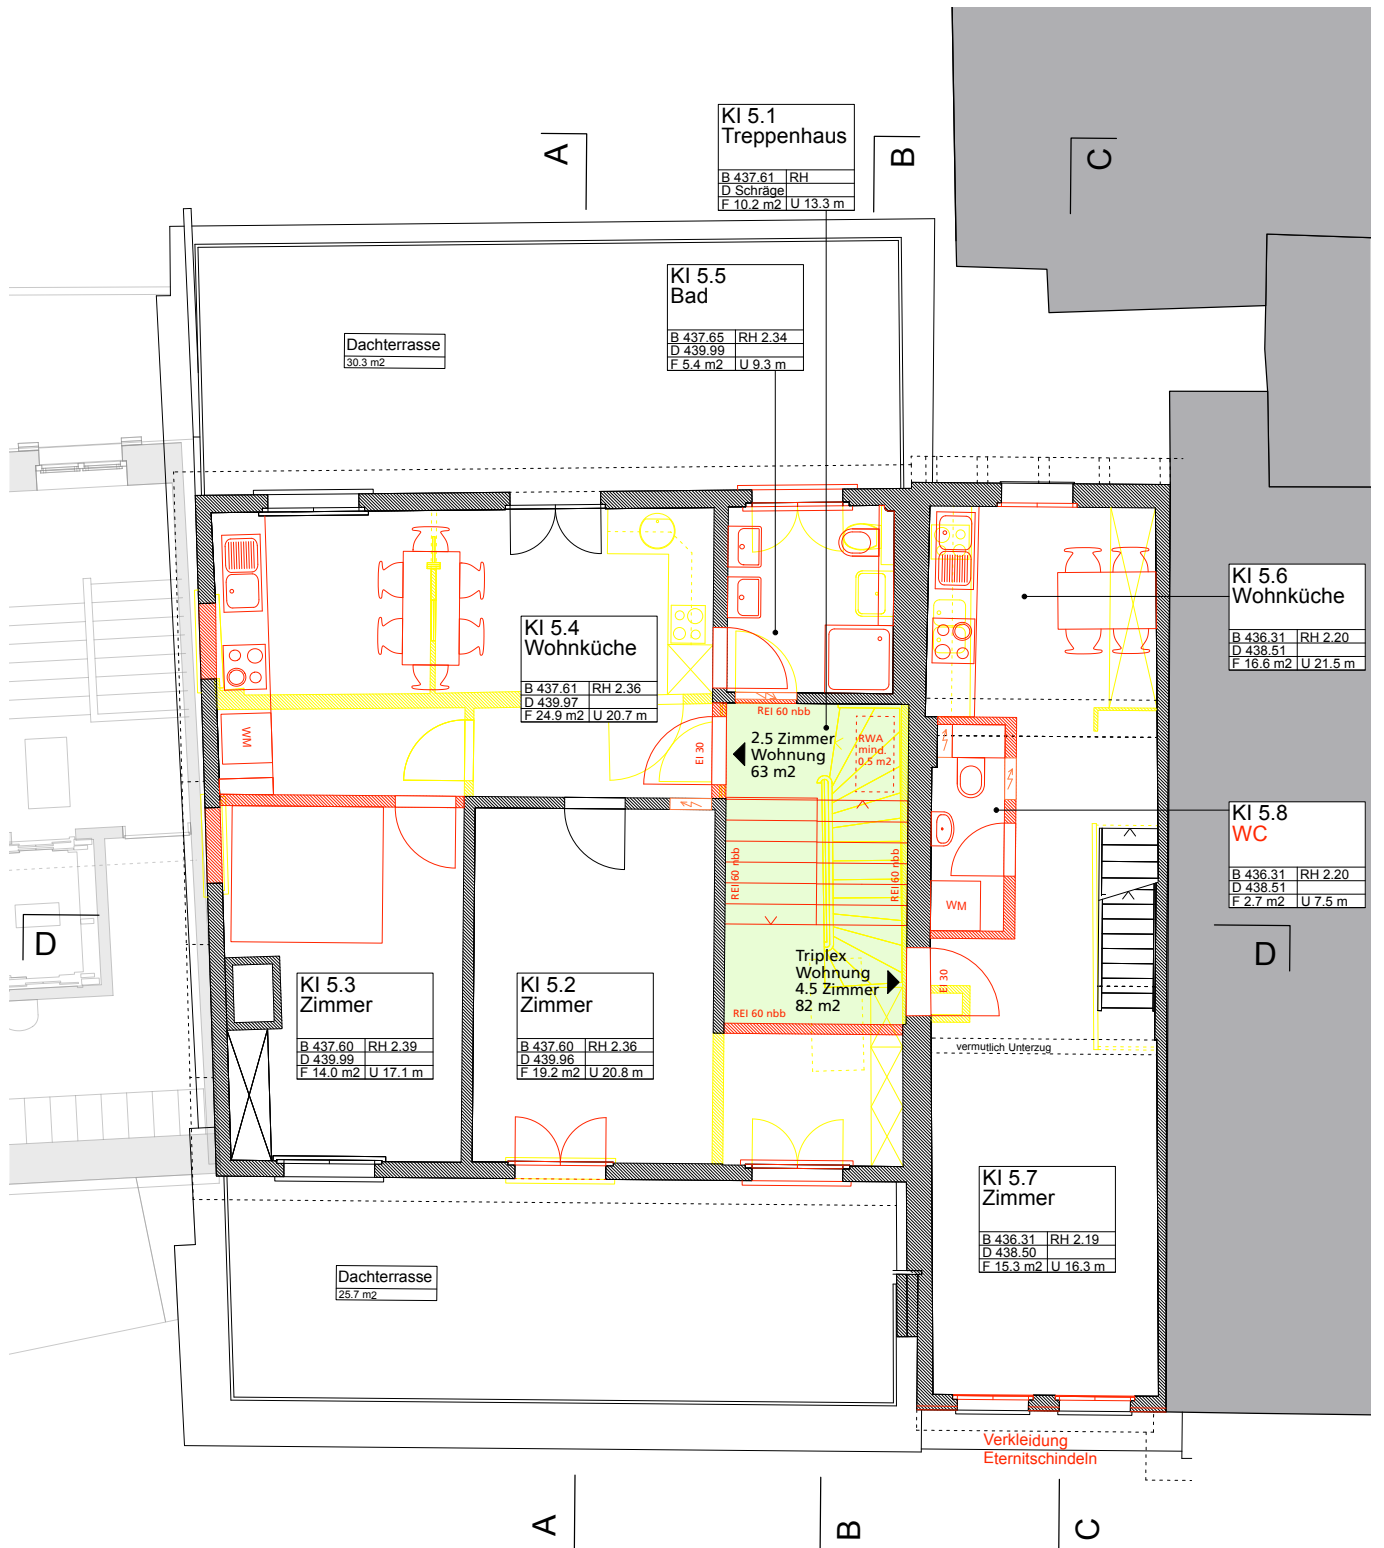 KI 5.1
Treppenhaus
B 437.61 RH
D Schräge
F 10.2 m2 U 13.3 m
A
B
C
KI 5.5
Bad
B 437.65 RH 2.34
D 439.99
F 5.4 m2 U 9.3 m
Dachterrasse
30.3 m2
KI 5.6
Wohnküche
B 436.31 RH 2.20
D 438.51
F 16.6 m2 U 21.5 m
KI 5.4
Wohnküche
B 437.61 RH 2.36
D 439.97
F 24.9 m2 U 20.7 m
REI 60 nbb
2.5 Zimmer
Wohnung
63 m2
RWA
mind.
0.5 m2
WM
EI 30
KI 5.8
WC
B 436.31 RH 2.20
D 438.51
F 2.7 m2 U 7.5 m
REI 60 nbb
REI 60 nbb
WM
D
D
Triplex
Wohnung
4.5 Zimmer
82 m2
EI 30
KI 5.3
Zimmer
B 437.60 RH 2.39
D 439.99
F 14.0 m2 U 17.1 m
KI 5.2
Zimmer
B 437.60 RH 2.36
D 439.96
F 19.2 m2 U 20.8 m
REI 60 nbb
vermutlich Unterzug
KI 5.7
Zimmer
B 436.31 RH 2.19
D 438.50
F 15.3 m2 U 16.3 m
Dachterrasse
25.7 m2
Verkleidung
Eternitschindeln
A
B
C